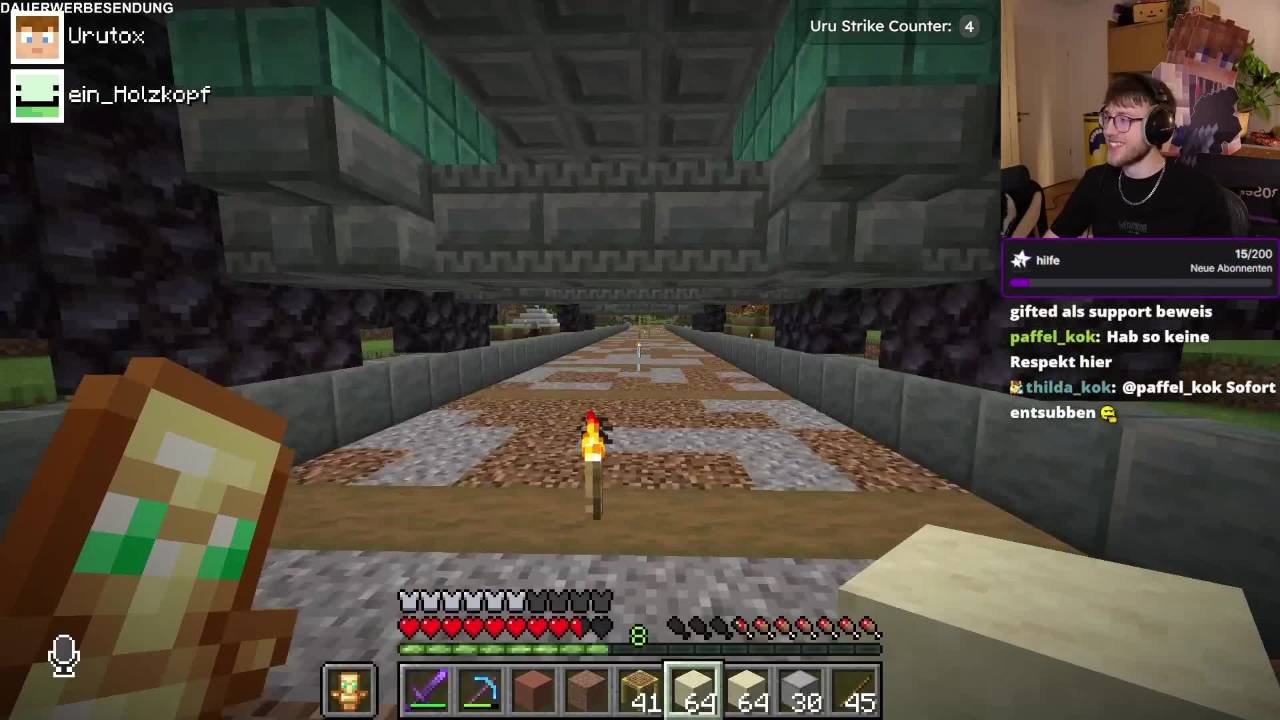 DAUERWERBESENDUNG
Urutox
ein_Holzkopf
Uru Strike Counter: 4
hilfe
15/200
Neue Abonnenten
gifted als support beweis
paffel_kok: Hab so keine
Respekt hier
thilda_kok: @paffel_kok Sofort
entsubben
8
41
64
64
30
45